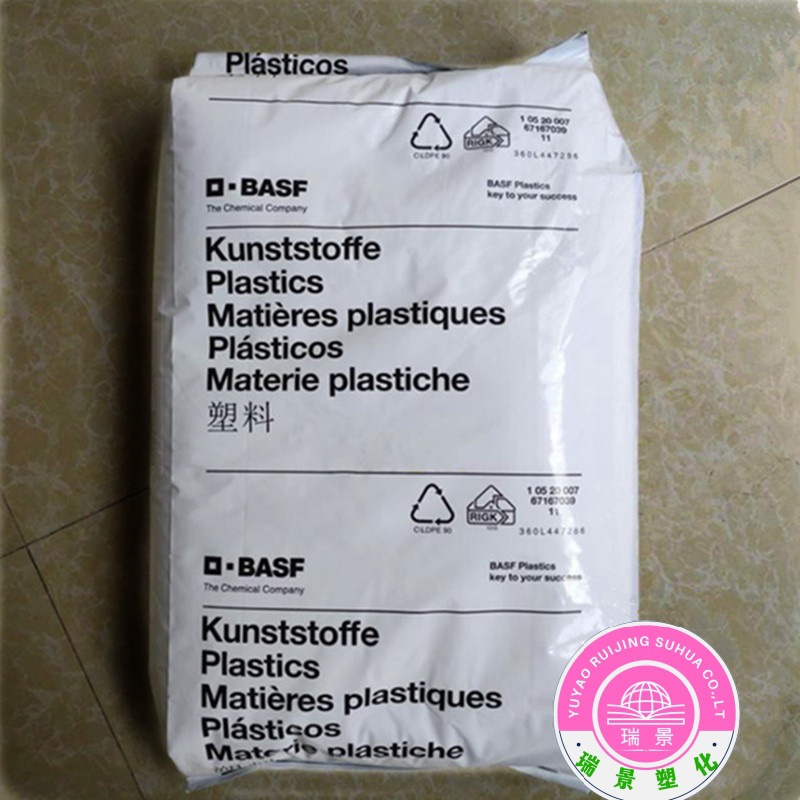 Plásticos
1 05 20 007
67167039
11
C/LDPE 90
RIGK
360L447286
BASF
The Chemical Company
BASF Plastics
key to your success
Kunststoffe
Plastics
Matières plastiques
Plásticos
Materie plastiche
塑料
1 05 20 007
67167039
11
C/LDPE 90
RIGK
360L447286
BASF
The Chemical Company
BASF Plastics
key to your success
Kunststoffe
Plastics
Matières plastiques
Plásticos
Materie plastiche
YUYAO RUIJING SUHUA CO.,LT
瑞景
瑞景塑化